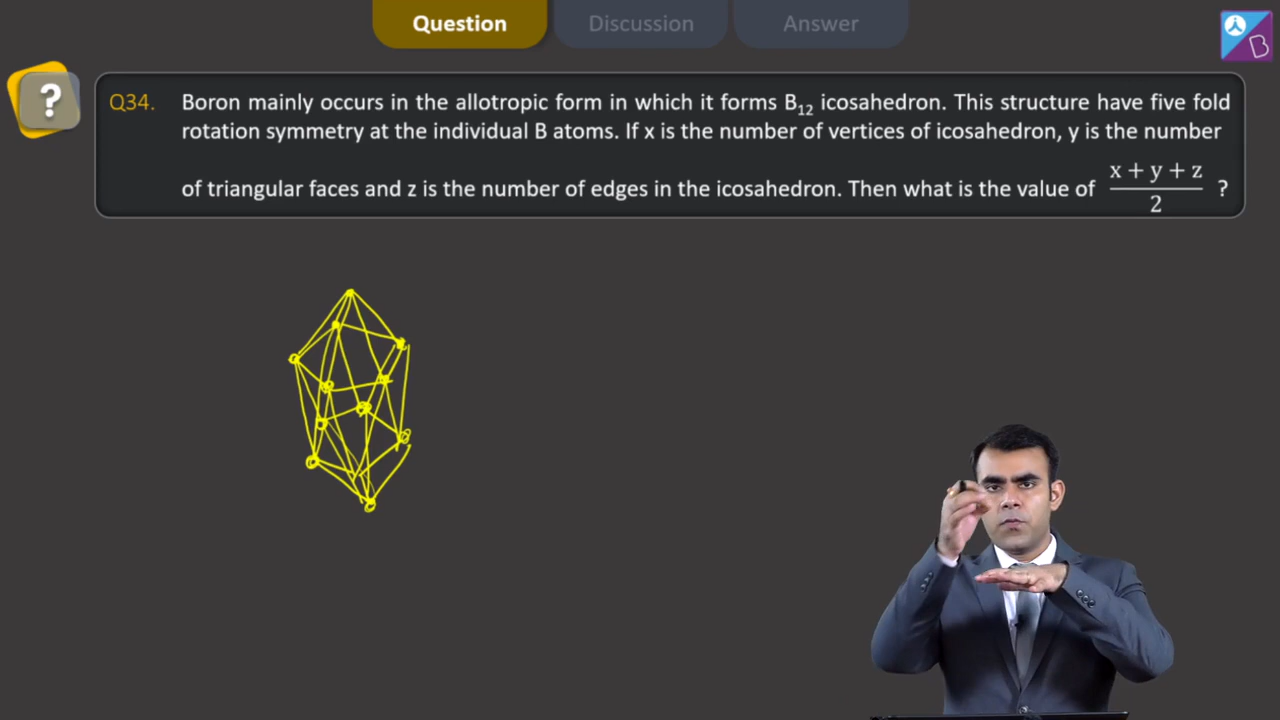 Question
Discussion
Answer
B
?
Q34. Boron mainly occurs in the allotropic form in which it forms B₁₂ icosahedron. This structure have five fold
rotation symmetry at the individual B atoms. If x is the number of vertices of icosahedron, y is the number
of triangular faces and z is the number of edges in the icosahedron. Then what is the value of (x + y + z)/2 ?